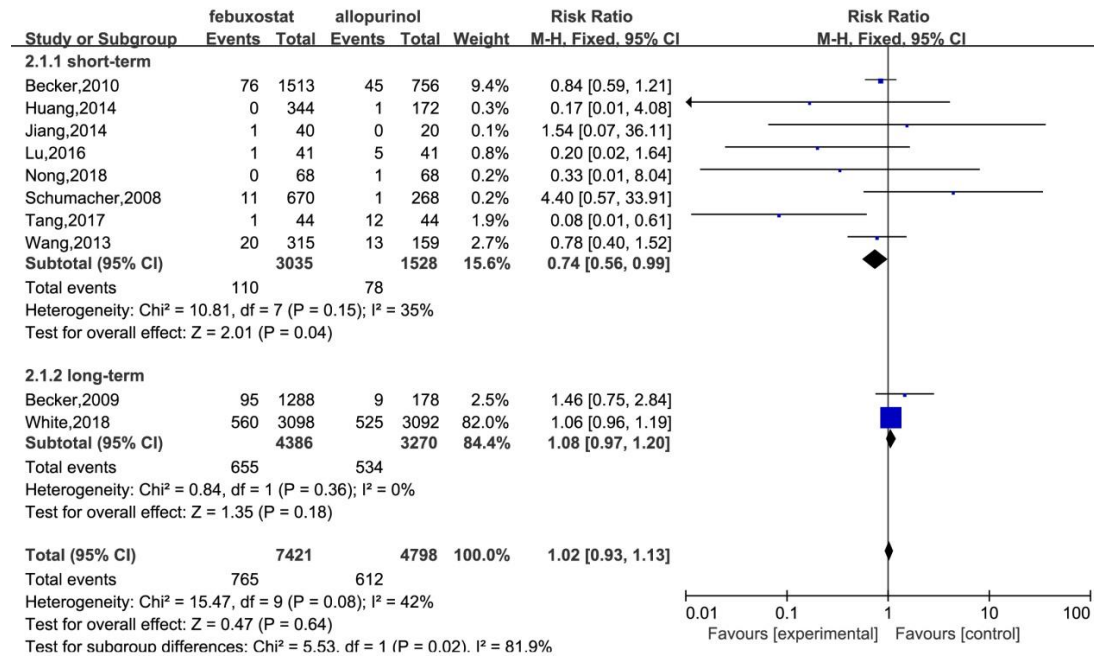 febuxostat allopurinol Risk Ratio Risk Ratio
Study or Subgroup Events Total Events Total Weight M-H, Fixed, 95% CI M-H, Fixed, 95% CI
2.1.1 short-term
Becker,2010 76 1513 45 756 9.4% 0.84 [0.59, 1.21]
Huang,2014 0 344 1 172 0.3% 0.17 [0.01, 4.08]
Jiang,2014 1 40 0 20 0.1% 1.54 [0.07, 36.11]
Lu,2016 1 41 5 41 0.8% 0.20 [0.02, 1.64]
Nong,2018 0 68 1 68 0.2% 0.33 [0.01, 8.04]
Schumacher,2008 11 670 1 268 0.2% 4.40 [0.57, 33.91]
Tang,2017 1 44 12 44 1.9% 0.08 [0.01, 0.61]
Wang,2013 20 315 13 159 2.7% 0.78 [0.40, 1.52]
Subtotal (95% CI) 3035 1528 15.6% 0.74 [0.56, 0.99]
Total events 110 78
Heterogeneity: Chi² = 10.81, df = 7 (P = 0.15); I² = 35%
Test for overall effect: Z = 2.01 (P = 0.04)
2.1.2 long-term
Becker,2009 95 1288 9 178 2.5% 1.46 [0.75, 2.84]
White,2018 560 3098 525 3092 82.0% 1.06 [0.96, 1.19]
Subtotal (95% CI) 4386 3270 84.4% 1.08 [0.97, 1.20]
Total events 655 534
Heterogeneity: Chi² = 0.84, df = 1 (P = 0.36); I² = 0%
Test for overall effect: Z = 1.35 (P = 0.18)
Total (95% CI) 7421 4798 100.0% 1.02 [0.93, 1.13]
Total events 765 612
Heterogeneity: Chi² = 15.47, df = 9 (P = 0.08); I² = 42%
Test for overall effect: Z = 0.47 (P = 0.64)
Test for subgroup differences: Chi² = 5.53, df = 1 (P = 0.02), I² = 81.9%
0.01 0.1 1 10 100
Favours [experimental] Favours [control]